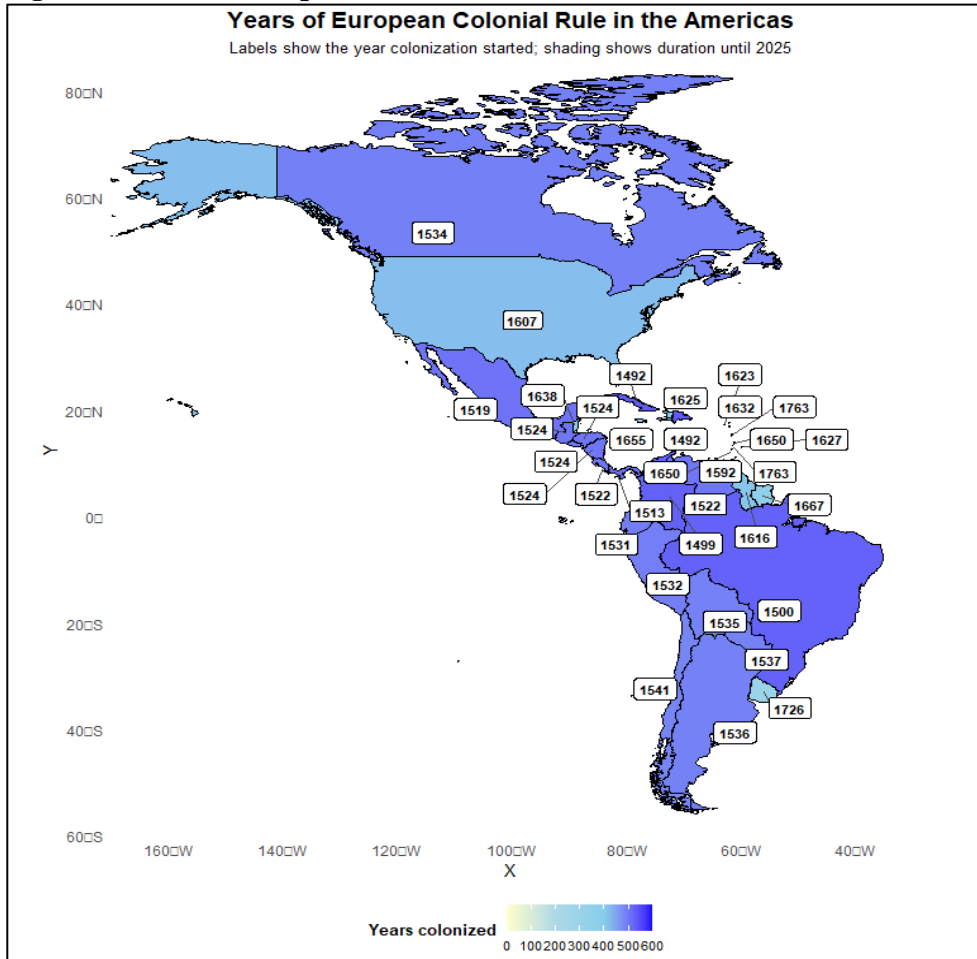 Years of European Colonial Rule in the Americas
Labels show the year colonization started; shading shows duration until 2025
80□N
60□N
1534
40□N
1607
1492
1623
1638
1625
20□N
1519
1524
1632
1763
1524
1655
1492
1650
1627
1524
1650
1592
1763
1524
1522
1513
1522
1667
0□
1531
1499
1616
1532
1500
20□S
1535
1537
1541
1726
40□S
1536
60□S
160□W 140□W 120□W 100□W 80□W 60□W 40□W
X
Y
Years colonized
0 100 200 300 400 500 600